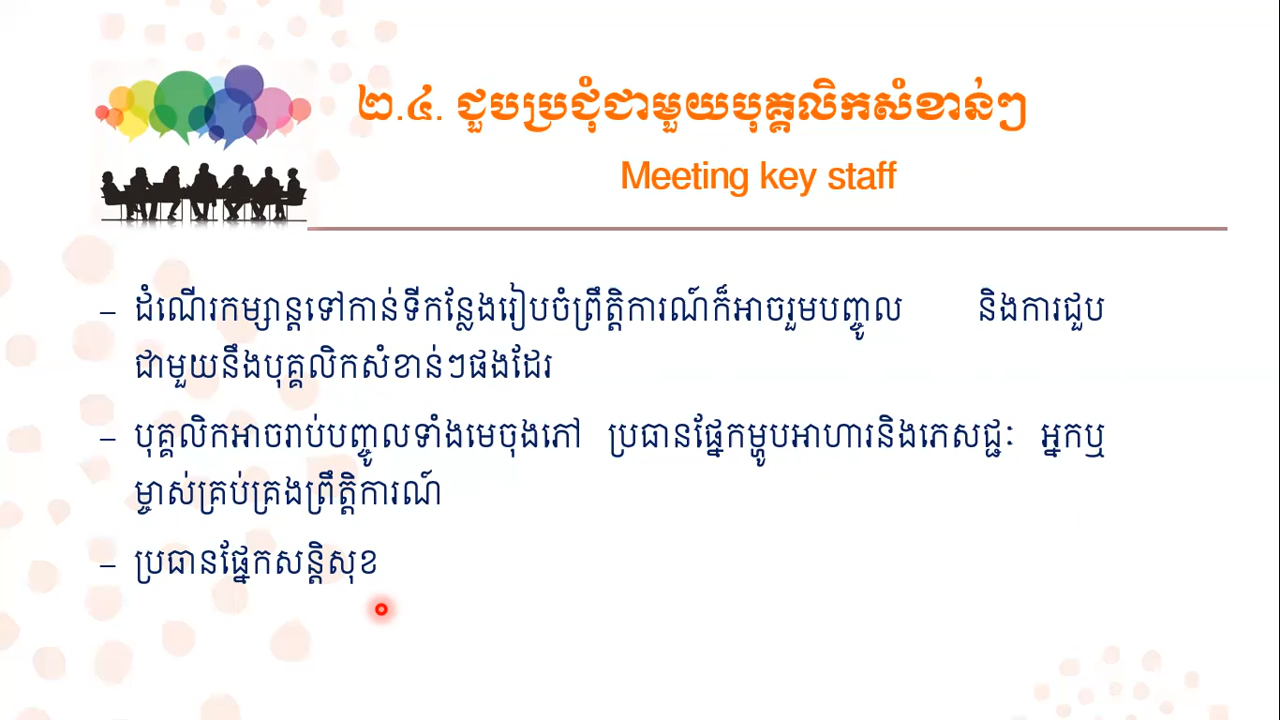 ២.៤. ជួបប្រជុំជាមួយបុគ្គលិកសំខាន់ៗ
Meeting key staff
– ដំណើរកម្សាន្តទៅកាន់ទីកន្លែងរៀបចំព្រឹត្តិការណ៍ក៏អាចរួមបញ្ចូល និងការជួប
ជាមួយនឹងបុគ្គលិកសំខាន់ៗផងដែរ
– បុគ្គលិកអាចរាប់បញ្ចូលទាំងមេចុងភៅ ប្រធានផ្នែកម្ហូបអាហារនិងភេសជ្ជៈ អ្នកឬ
ម្ចាស់គ្រប់គ្រងព្រឹត្តិការណ៍
– ប្រធានផ្នែកសន្តិសុខ